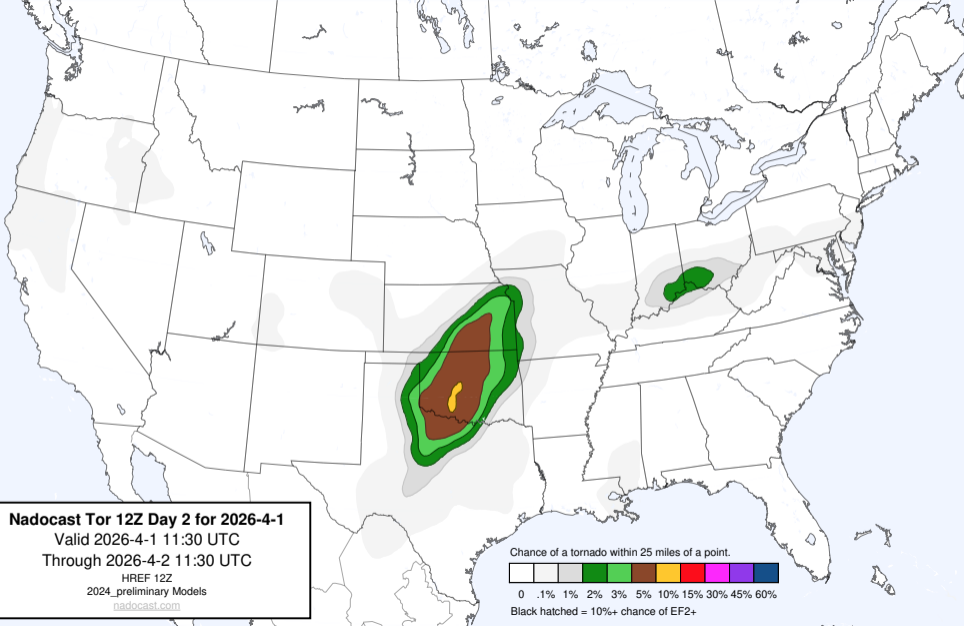 Nadocast Tor 12Z Day 2 for 2026-4-1
Valid 2026-4-1 11:30 UTC
Through 2026-4-2 11:30 UTC
HREF 12Z
2024_preliminary Models
nadocast.com
Chance of a tornado within 25 miles of a point.
0 .1% 1% 2% 3% 5% 10% 15% 30% 45% 60%
Black hatched = 10%+ chance of EF2+